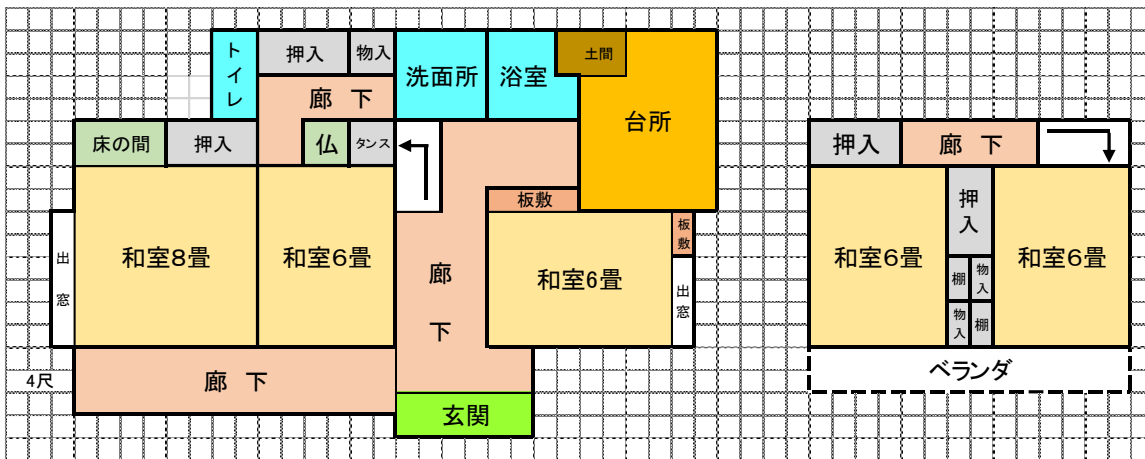 トイレ
押入
物入
洗面所
浴室
土間
台所
廊 下
床の間
押入
仏
タンス
板敷
和室8畳
和室6畳
廊下
和室6畳
板敷
出窓
出窓
4尺
廊 下
玄関
押入
廊 下
和室6畳
押入
和室6畳
棚
物入
物入
棚
ベランダ